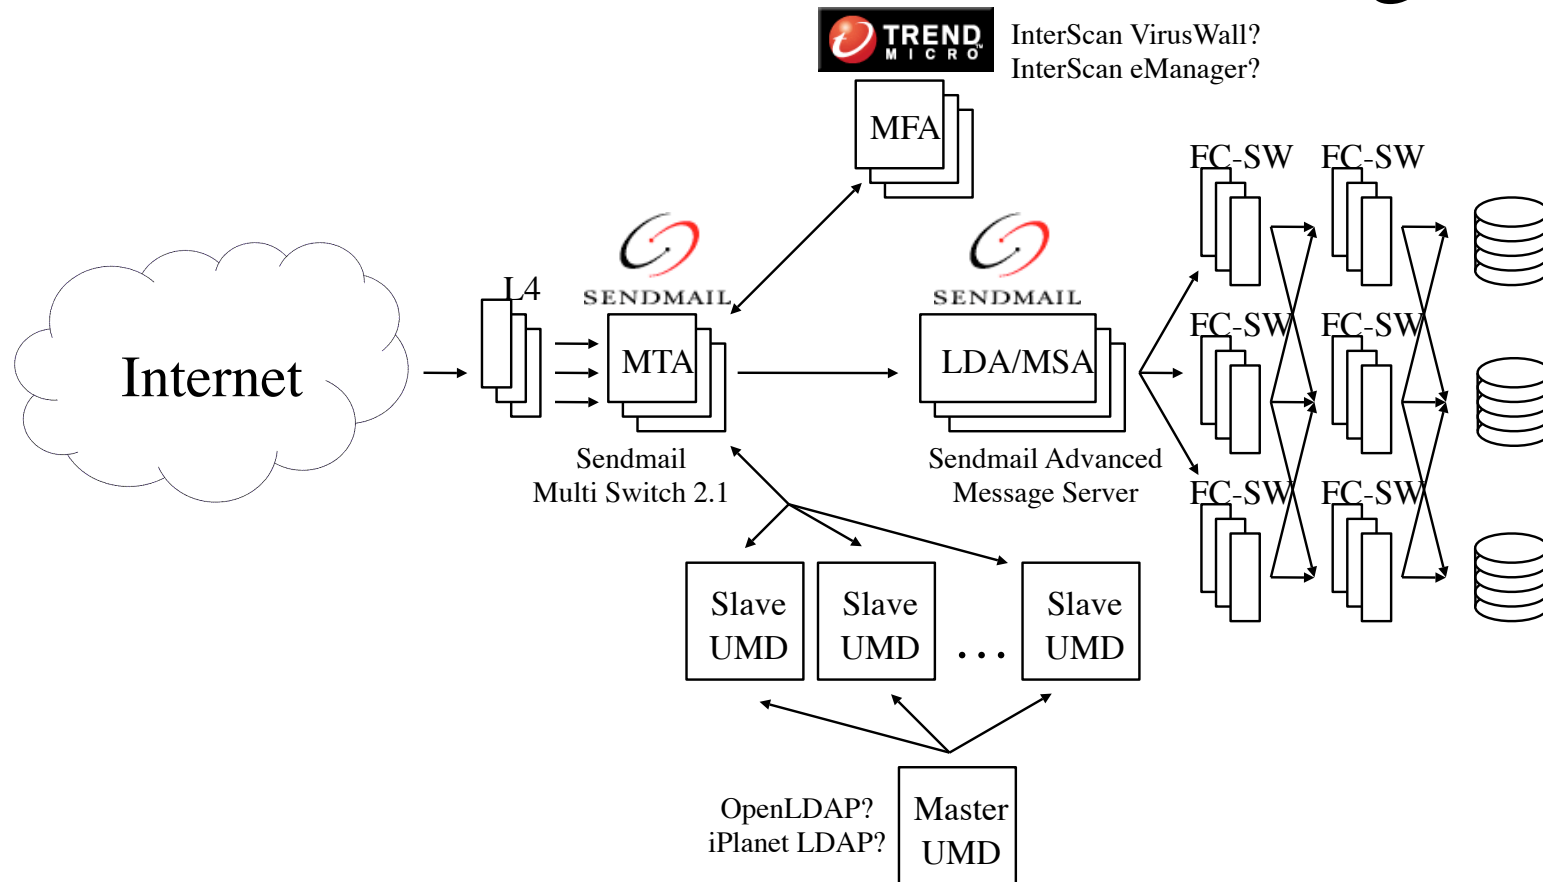 TREND
MICRO™
InterScan VirusWall?
InterScan eManager?
MFA
FC-SW
FC-SW
L4
SENDMAIL
SENDMAIL
FC-SW
FC-SW
Internet
MTA
LDA/MSA
Sendmail
Multi Switch 2.1
Sendmail Advanced
Message Server
FC-SW
FC-SW
Slave
UMD
Slave
UMD
...
Slave
UMD
OpenLDAP?
iPlanet LDAP?
Master
UMD